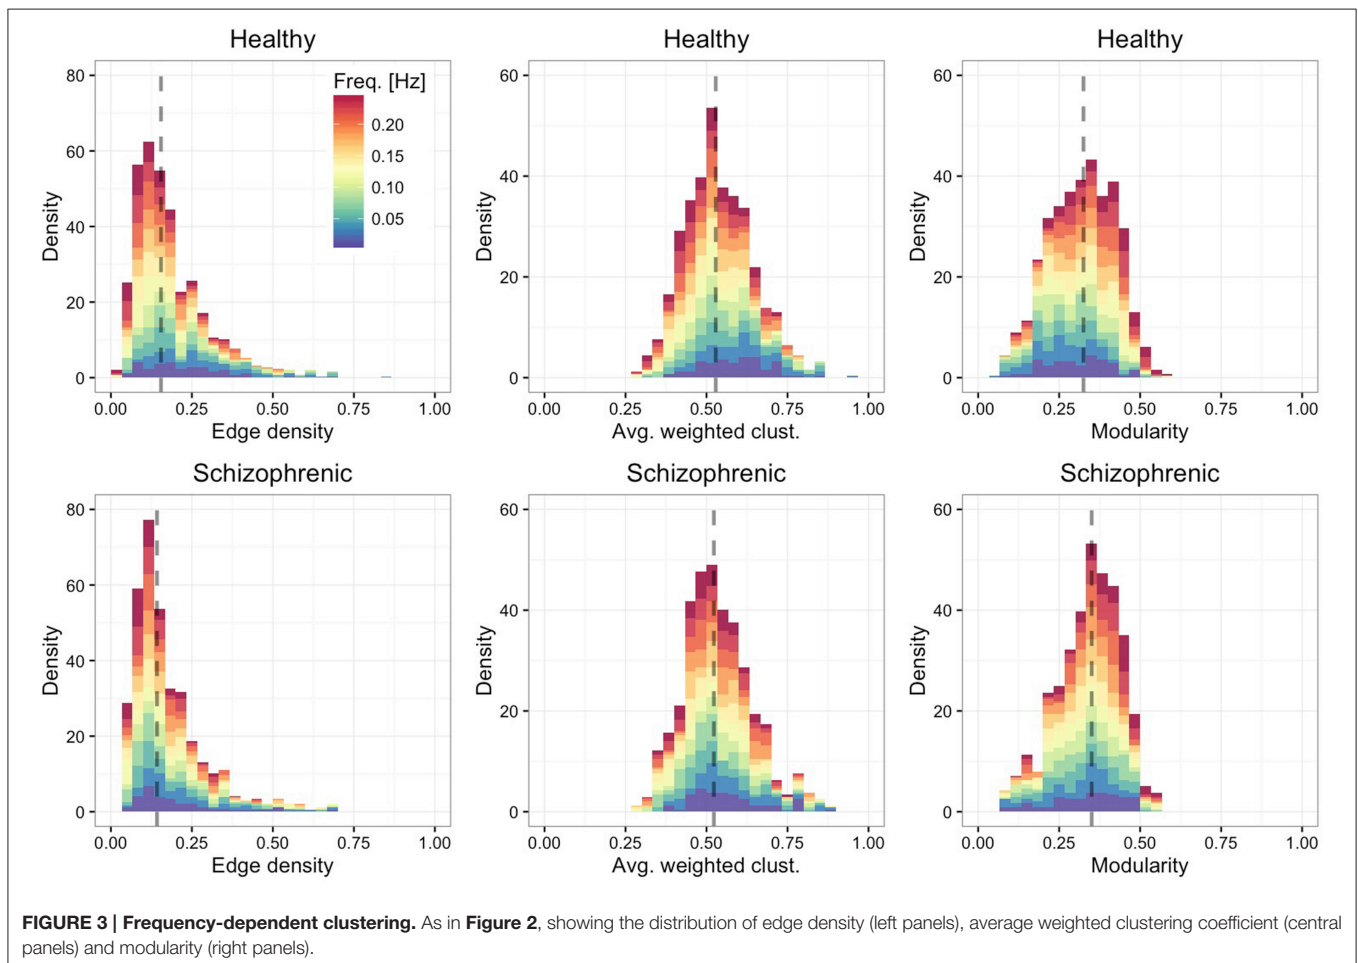 Healthy
Healthy
Healthy
80
60
40
20
0
Density
Freq. [Hz]
0.20
0.15
0.10
0.05
0.00 0.25 0.50 0.75 1.00
Edge density
60
40
20
0
Density
0.00 0.25 0.50 0.75 1.00
Avg. weighted clust.
60
40
20
0
Density
0.00 0.25 0.50 0.75 1.00
Modularity
Schizophrenic
Schizophrenic
Schizophrenic
80
60
40
20
0
Density
0.00 0.25 0.50 0.75 1.00
Edge density
60
40
20
0
Density
0.00 0.25 0.50 0.75 1.00
Avg. weighted clust.
60
40
20
0
Density
0.00 0.25 0.50 0.75 1.00
Modularity
FIGURE 3 | Frequency-dependent clustering. As in Figure 2, showing the distribution of edge density (left panels), average weighted clustering coefficient (central
panels) and modularity (right panels).